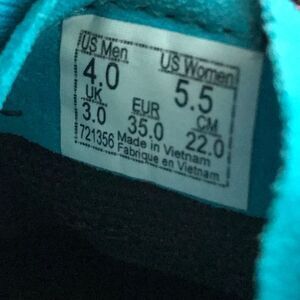 US Men US Women
4.0 5.5
UK EUR CM
3.0 35.0 22.0
721356 Made in Vietnam
Fabrique en Vietnam